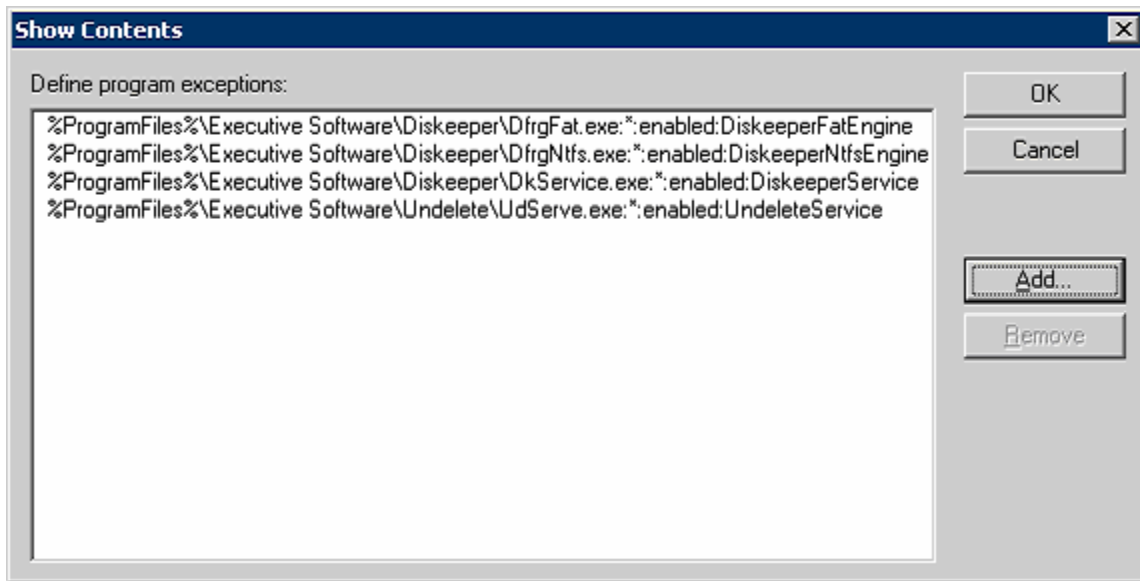 Show Contents
Define program exceptions:
%ProgramFiles%\Executive Software\Diskeeper\DfrgFat.exe:*:enabled:DiskeeperFatEngine
%ProgramFiles%\Executive Software\Diskeeper\DfrgNtfs.exe:*:enabled:DiskeeperNtfsEngine
%ProgramFiles%\Executive Software\Diskeeper\DkService.exe:*:enabled:DiskeeperService
%ProgramFiles%\Executive Software\Undelete\UdServe.exe:*:enabled:UndeleteService
OK
Cancel
Add...
Remove